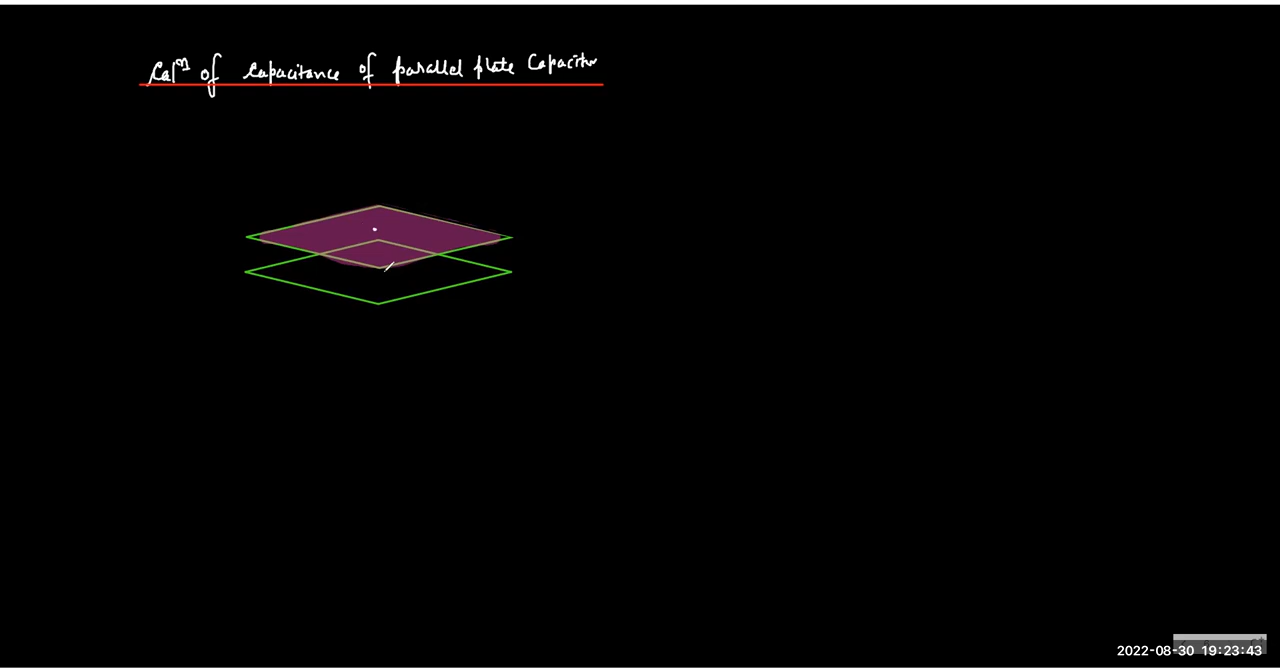 Calⁿ of Capacitance of parallel plate Capacitor
2022-08-30 19:23:43